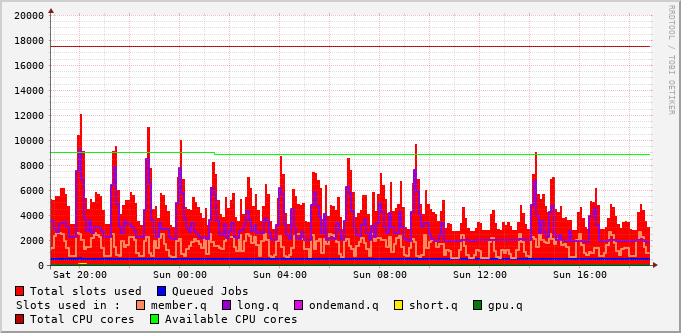 20000
18000
16000
14000
12000
10000
8000
6000
4000
2000
0
Sat 20:00 Sun 00:00 Sun 04:00 Sun 08:00 Sun 12:00 Sun 16:00
Total slots used Queued Jobs
Slots used in : member.q long.q ondemand.q short.q gpu.q
Total CPU cores Available CPU cores
RRDTOOL / TOBI OETIKER